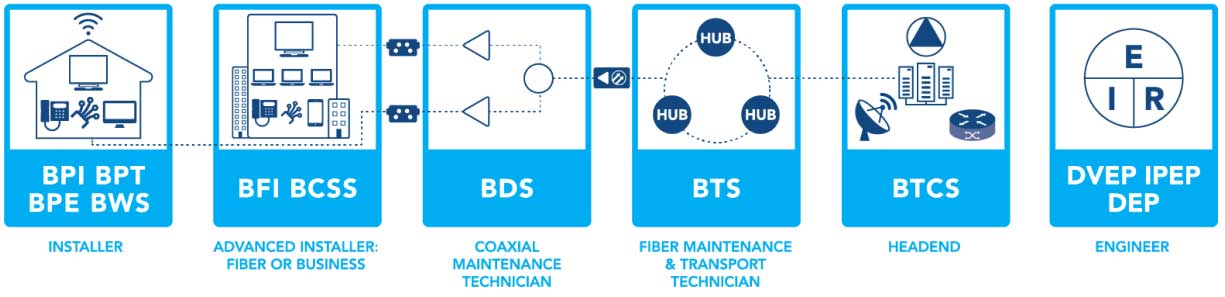 HUB
HUB
HUB
E
I R
BPI BPT
BPE BWS
BFI BCSS
BDS
BTS
BTCS
DVEP IPEP
DEP
INSTALLER
ADVANCED INSTALLER:
FIBER OR BUSINESS
COAXIAL
MAINTENANCE
TECHNICIAN
FIBER MAINTENANCE
& TRANSPORT
TECHNICIAN
HEADEND
ENGINEER